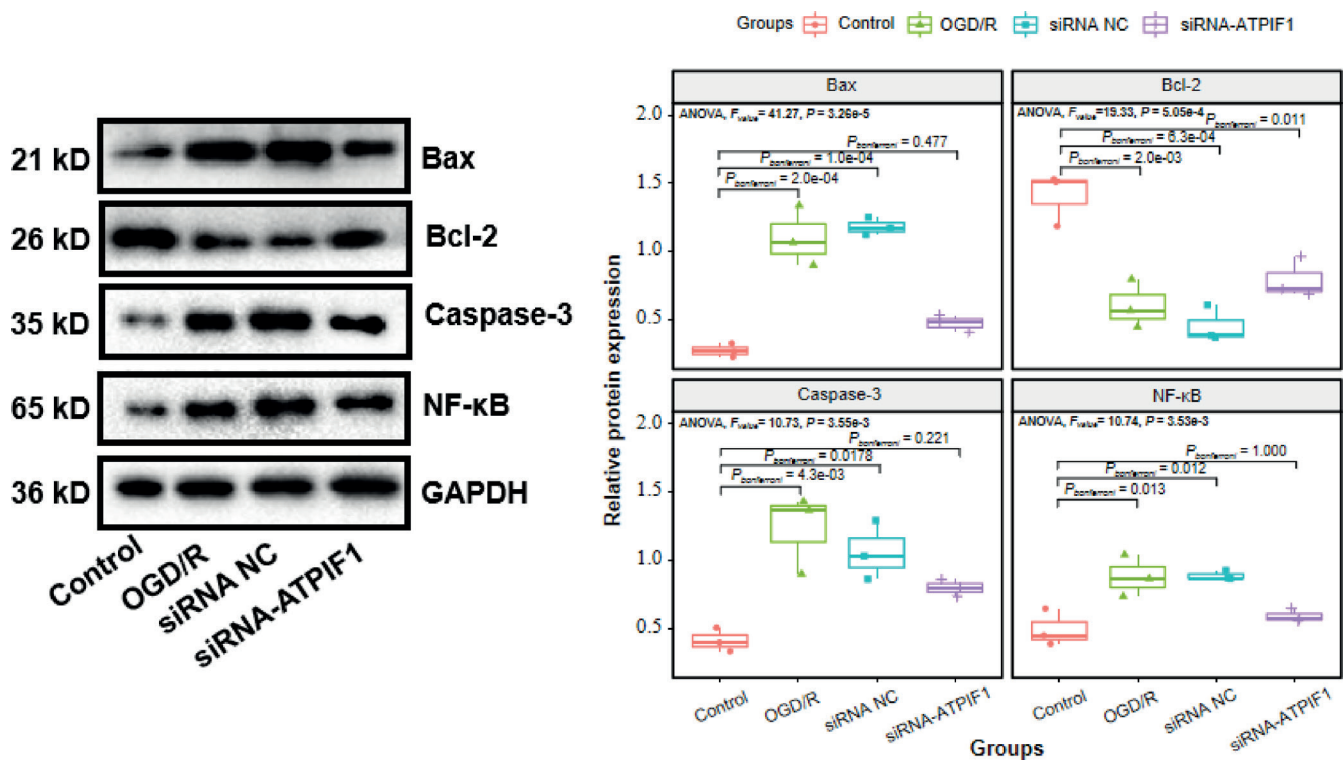 21 kD Bax
26 kD Bcl-2
35 kD Caspase-3
65 kD NF-κB
36 kD GAPDH
Control
OGD/R
siRNA NC
siRNA-ATPIF1
Groups Control OGD/R siRNA NC siRNA-ATPIF1
Relative protein expression
Bax
ANOVA, Fvalue= 41.27, P = 3.26e-5
Pbonferroni = 0.477
Pbonferroni = 1.0e-04
Pbonferroni = 2.0e-04
2.0
1.5
1.0
0.5
Bcl-2
ANOVA, Fvalue=19.33, P = 5.05e-4
Pbonferroni = 0.011
Pbonferroni = 6.3e-04
Pbonferroni = 2.0e-03
Caspase-3
ANOVA, Fvalue= 10.73, P = 3.55e-3
Pbonferroni = 0.221
Pbonferroni = 0.0178
Pbonferroni = 4.3e-03
2.0
1.5
1.0
0.5
NF-κB
ANOVA, Fvalue= 10.74, P = 3.53e-3
Pbonferroni = 1.000
Pbonferroni = 0.012
Pbonferroni = 0.013
Control OGD/R siRNA NC siRNA-ATPIF1
Control OGD/R siRNA NC siRNA-ATPIF1
Groups